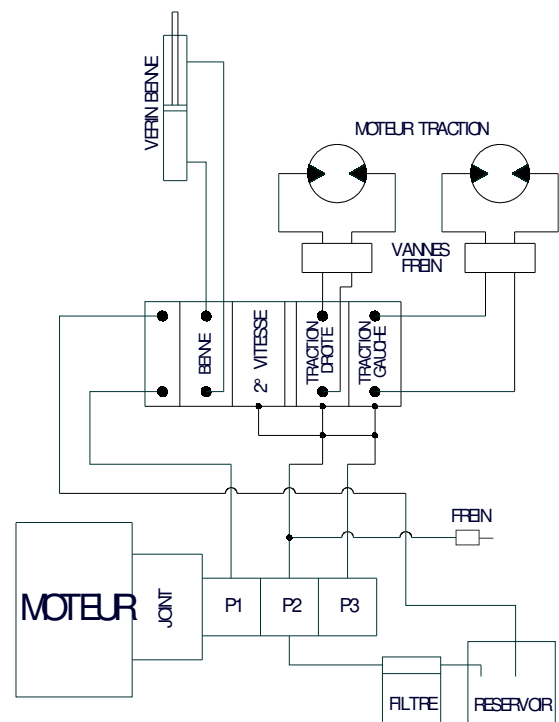 VERIN BENNE
MOTEUR TRACTION
VANNES
FREIN
BENNE
2° VITESSE
TRACTION
DROITE
TRACTION
GAUCHE
FREIN
MOTEUR
JOINT
P1
P2
P3
FILTRE
RESERVOIR